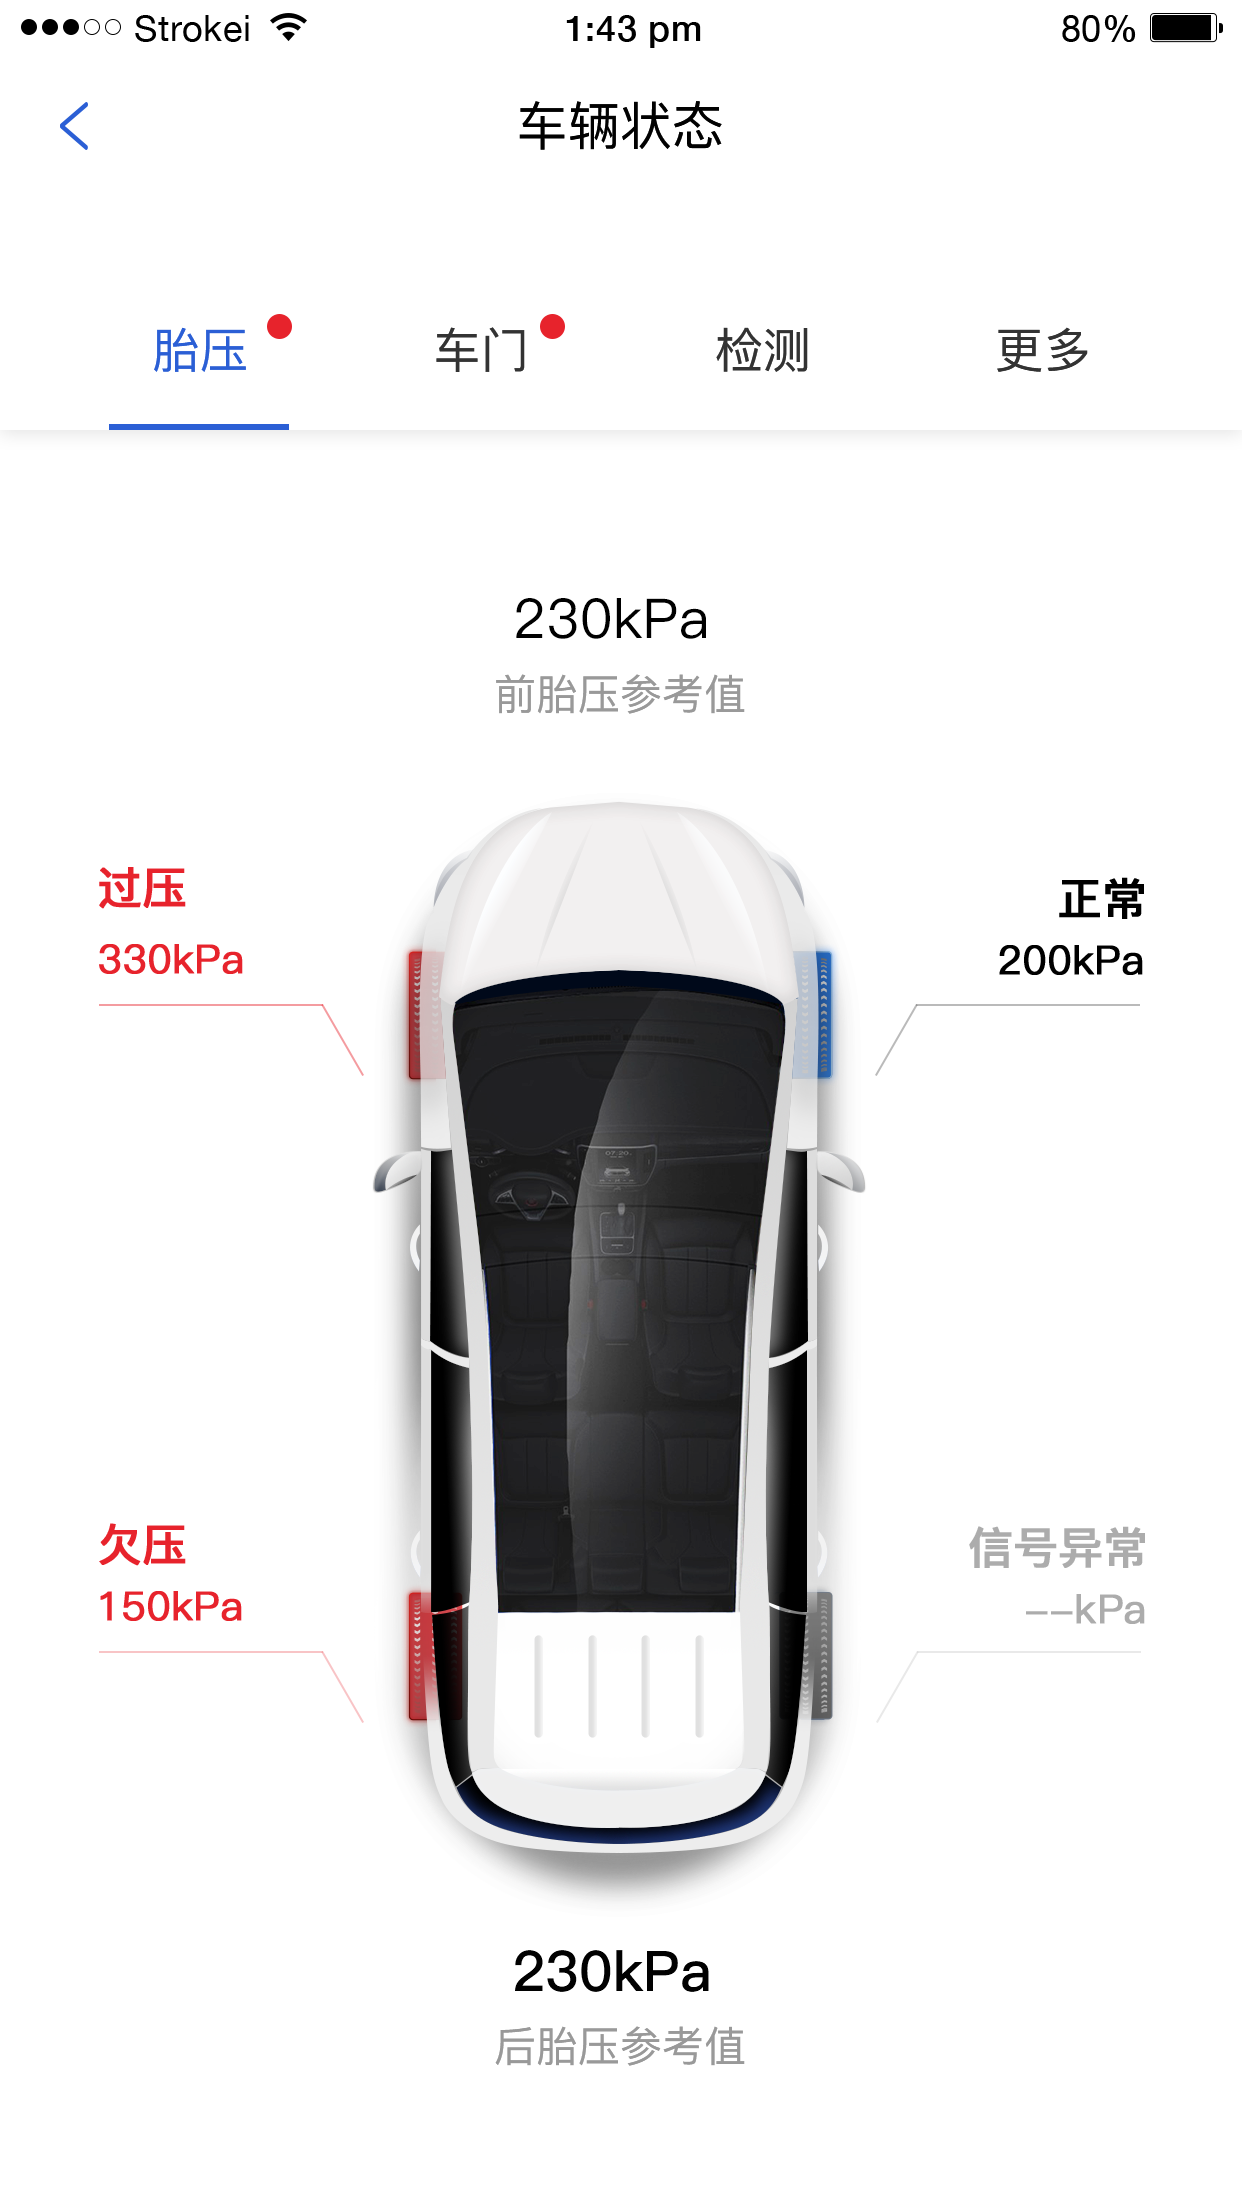 Strokei 1:43 pm 80%
车辆状态
胎压 车门 检测 更多
230kPa
前胎压参考值
过压 正常
330kPa 200kPa
07:20
欠压 信号异常
150kPa --kPa
230kPa
后胎压参考值